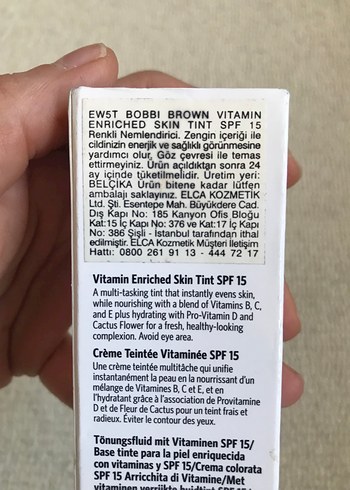 EW5T BOBBI BROWN VITAMIN
ENRICHED SKIN TINT SPF 15
Renkli Nemlendirici. Zengin içeriği ile
cildinizin enerjik ve sağlıklı görünmesine
yardımcı olur. Göz çevresi ile temas
ettirmeyiniz. Ürün açıldıktan sonra 24
ay içinde tüketilmelidir. Üretim yeri:
BELÇİKA Ürün bitene kadar lütfen
ambalajı saklayınız. ELCA KOZMETİK
Ltd. Şti. Esentepe Mah. Büyükdere Cad.
Dış Kapı No: 185 Kanyon Ofis Bloğu
Kat:15 İç Kapı No: 376 ve Kat:17 İç Kapı
No: 386 Şişli - İstanbul tarafından ithal
edilmiştir. ELCA Kozmetik Müşteri İletişim
Hattı: 0800 261 91 13 - 444 72 17
Vitamin Enriched Skin Tint SPF 15
A multi-tasking tint that instantly evens skin,
while nourishing with a blend of Vitamins B, C,
and E plus hydrating with Pro-Vitamin D and
Cactus Flower for a fresh, healthy-looking
complexion. Avoid eye area.
Crème Teintée Vitaminée SPF 15
Une crème teintée multitâche qui unifie
instantanément la peau en la nourrissant d'un
mélange de Vitamines B, C et E, et en
l'hydratant grâce à l'association de Provitamine
D et de Fleur de Cactus pour un teint frais et
radieux. Éviter le contour des yeux.
Tönungsfluid mit Vitaminen SPF 15/
Base tinte para la piel enriquecida
con vitaminas y SPF 15/Crema colorata
SPF 15 Arricchita di Vitamine/Met
vitaminen verrijkte huidtint SPF 15/